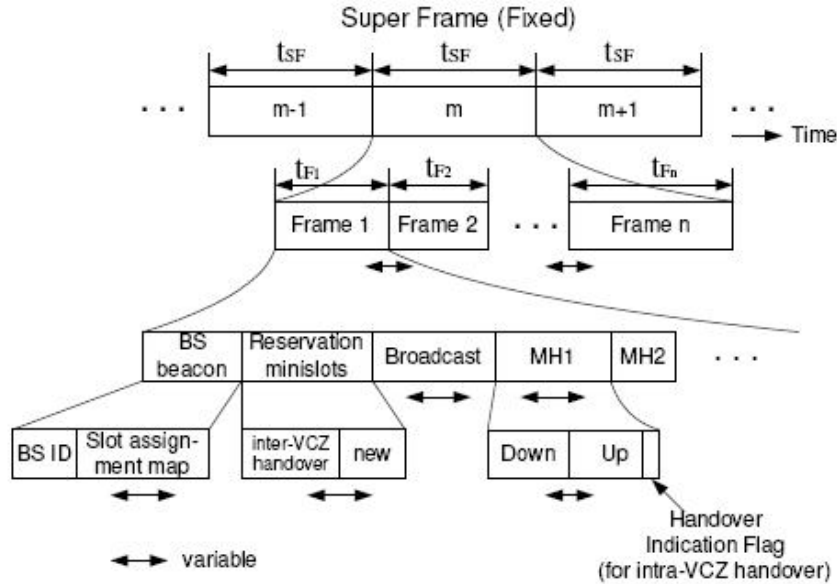 Super Frame (Fixed)
tSF tSF tSF
. . . m-1 m m+1 . . .
Time
tF1 tF2 tFn
Frame 1 Frame 2 . . . Frame n
BS beacon Reservation minislots Broadcast MH1 MH2 . . .
BS ID Slot assign-
ment map
inter-VCZ
handover
new
Down Up
Handover
Indication Flag
(for intra-VCZ handover)
variable